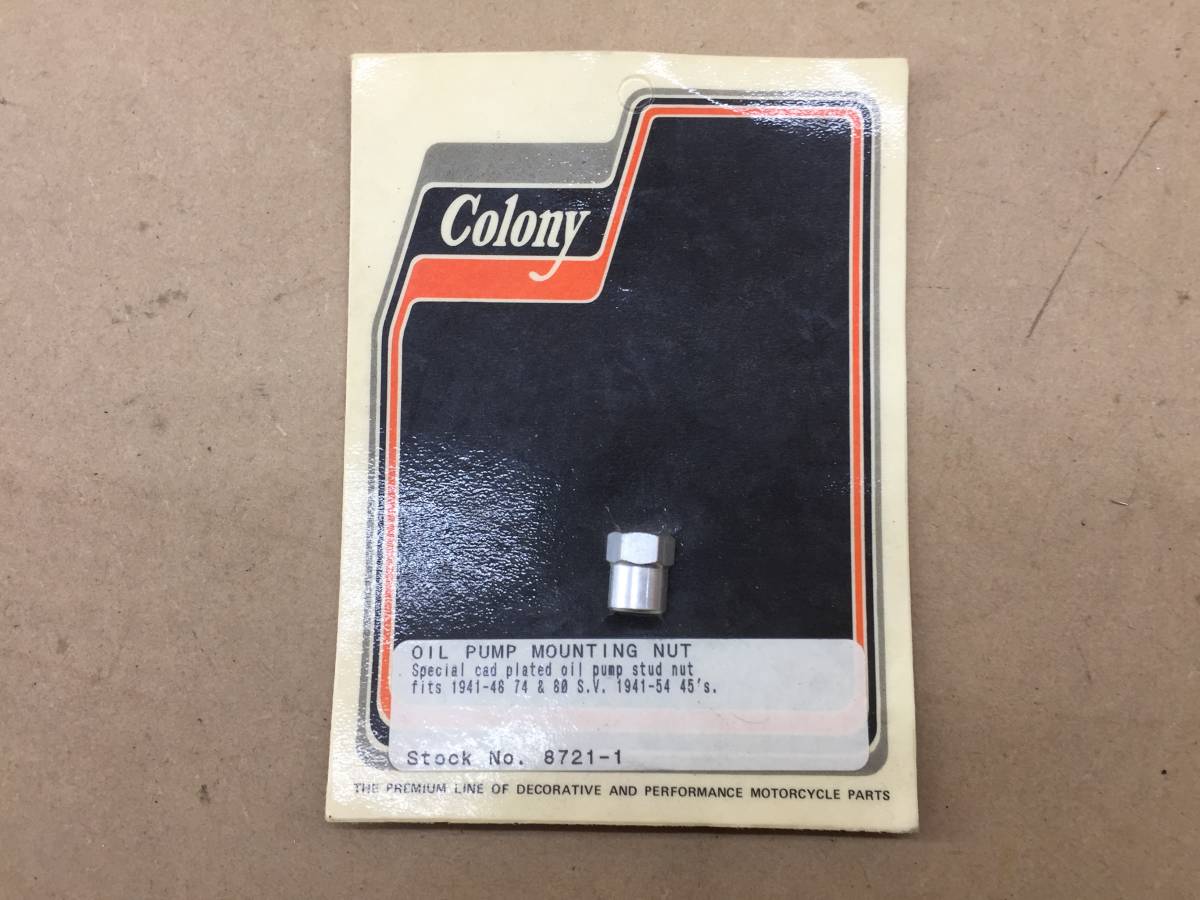 Colony
OIL PUMP MOUNTING NUT
Special cad plated oil pump stud nut
fits 1941-48 74 & 80 S.V. 1941-54 45's.
Stock No. 8721-1
THE PREMIUM LINE OF DECORATIVE AND PERFORMANCE MOTORCYCLE PARTS